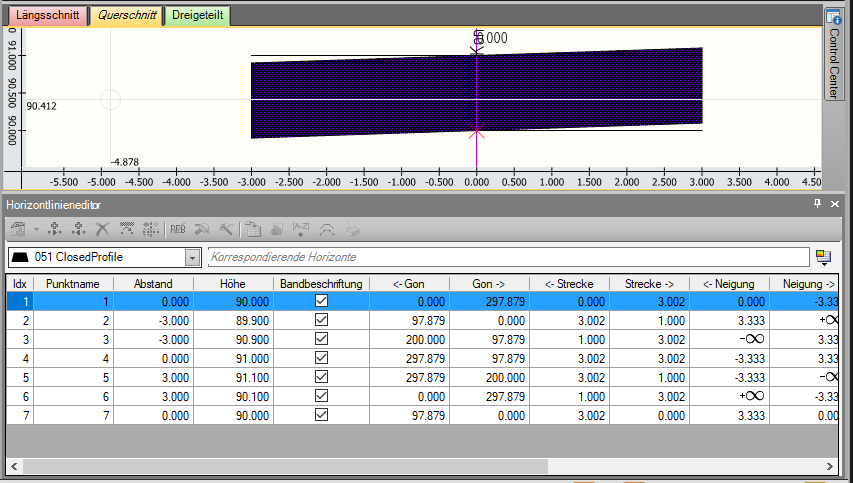 Längsschnitt Querschnitt Dreigeteilt
Control Center
91.000
90.500
90.000
90.412
-4.878
-5.500 -5.000 -4.500 -4.000 -3.500 -3.000 -2.500 -2.000 -1.500 -1.000 -0.500 0.000 0.500 1.000 1.500 2.000 2.500 3.000 3.500 4.000 4.50
Horizontlinieneditor
051 ClosedProfile Korrespondierende Horizonte
Idx Punktname Abstand Höhe Bandbeschriftung <- Gon Gon -> <- Strecke Strecke -> <- Neigung Neigung ->
1 1 0.000 90.000 0.000 297.879 0.000 3.002 0.000 -3.33
2 2 -3.000 89.900 97.879 0.000 3.002 1.000 3.333 +∞
3 3 -3.000 90.900 200.000 97.879 1.000 3.002 -∞ 3.33
4 4 0.000 91.000 297.879 97.879 3.002 3.002 -3.333 3.33
5 5 3.000 91.100 297.879 200.000 3.002 1.000 -3.333 -∞
6 6 3.000 90.100 0.000 297.879 1.000 3.002 +∞ -3.33
7 7 0.000 90.000 97.879 0.000 3.002 0.000 3.333 0.00